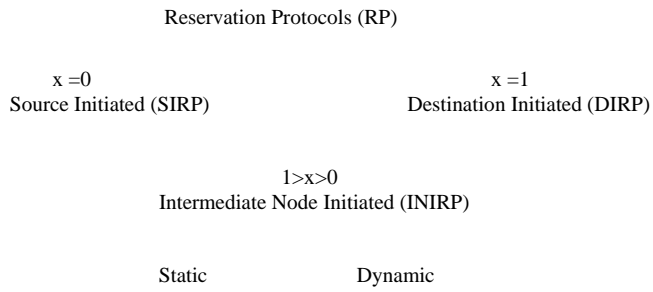 Reservation Protocols (RP)
x =0
Source Initiated (SIRP)
x =1
Destination Initiated (DIRP)
1>x>0
Intermediate Node Initiated (INIRP)
Static
Dynamic